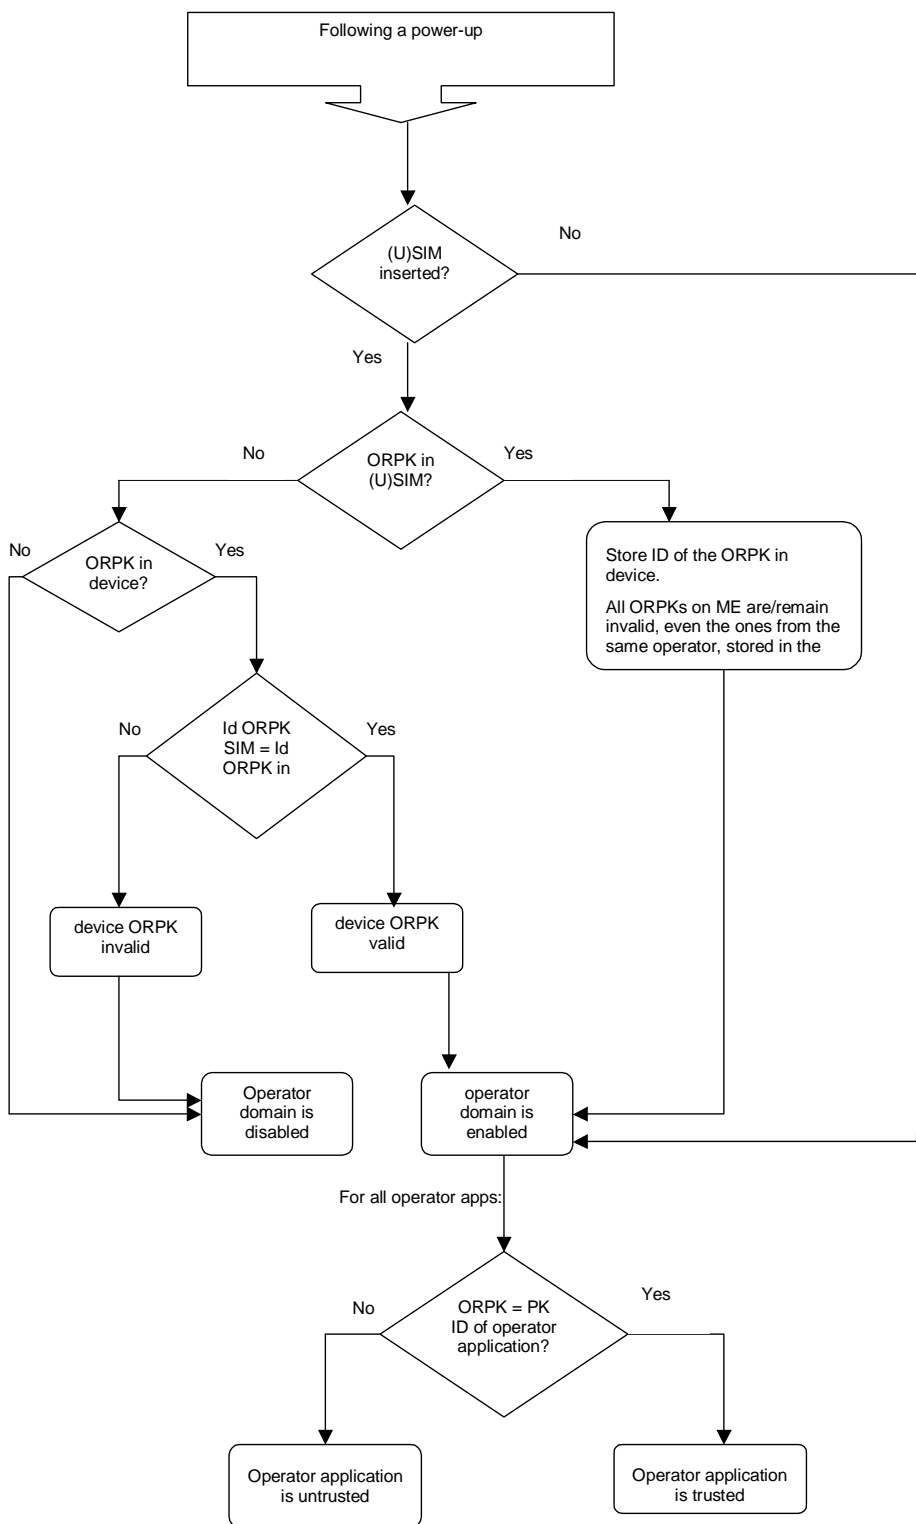 Following a power-up
No
(U)SIM
inserted?
Yes
No
ORPK in
(U)SIM?
Yes
No
ORPK in
device?
Yes
Store ID of the ORPK in
device.
All ORPKs on ME are/remain
invalid, even the ones from the
same operator, stored in the
No
Id ORPK
SIM = Id
ORPK in
Yes
device ORPK
invalid
device ORPK
valid
Operator
domain is
disabled
operator
domain is
enabled
For all operator apps:
No
ORPK = PK
ID of operator
application?
Yes
Operator application
is untrusted
Operator application
is trusted